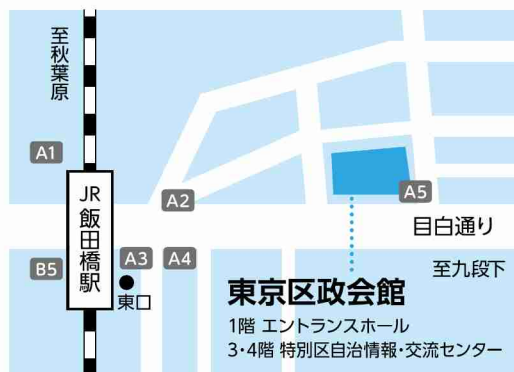 至秋葉原
A1
JR飯田橋駅
A2
A5
目白通り
B5
A3
A4
東口
至九段下
東京区政会館
1階 エントランスホール
3・4階 特別区自治情報・交流センター